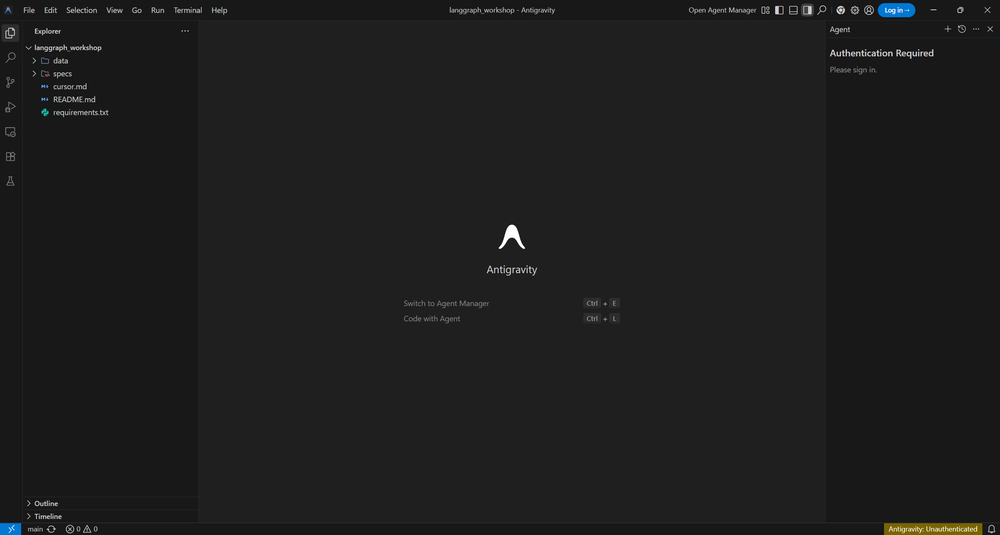 File Edit Selection View Go Run Terminal Help
langgraph_workshop - Antigravity
Open Agent Manager
Log in →
Explorer
langgraph_workshop
data
specs
cursor.md
README.md
requirements.txt
Outline
Timeline
Antigravity
Switch to Agent Manager Ctrl + E
Code with Agent Ctrl + L
Agent
Authentication Required
Please sign in.
main 0 0
Antigravity: Unauthenticated